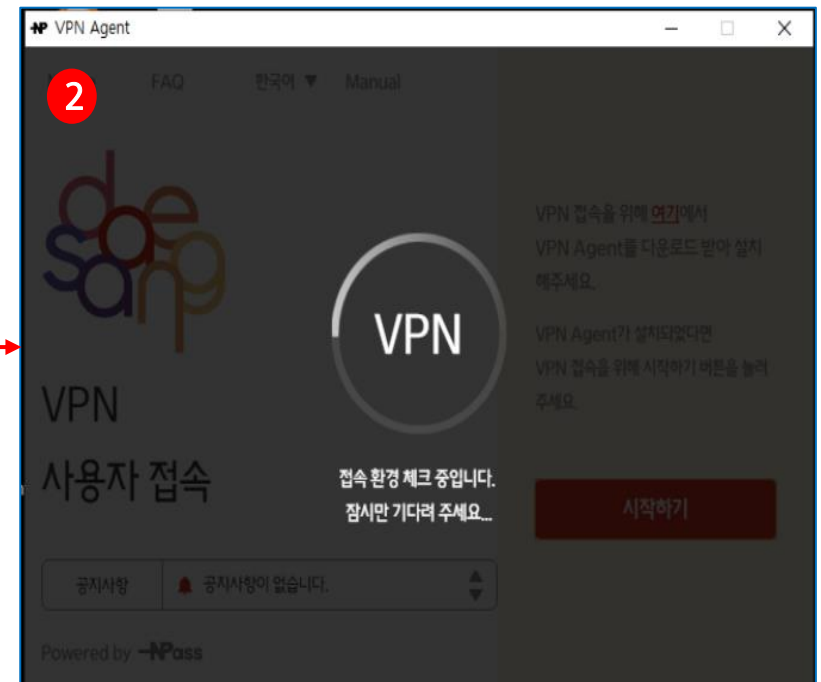 NP VPN Agent
2
FAQ
한국어 ▼
Manual
daesang
VPN
사용자 접속
VPN 접속을 위해 여기에서
VPN Agent를 다운로드 받아 설치
해주세요.
VPN Agent가 설치되었다면
VPN 접속을 위해 시작하기 버튼을 눌러
주세요.
시작하기
VPN
접속 환경 체크 중입니다.
잠시만 기다려 주세요...
공지사항
공지사항이 없습니다.
Powered by NPass